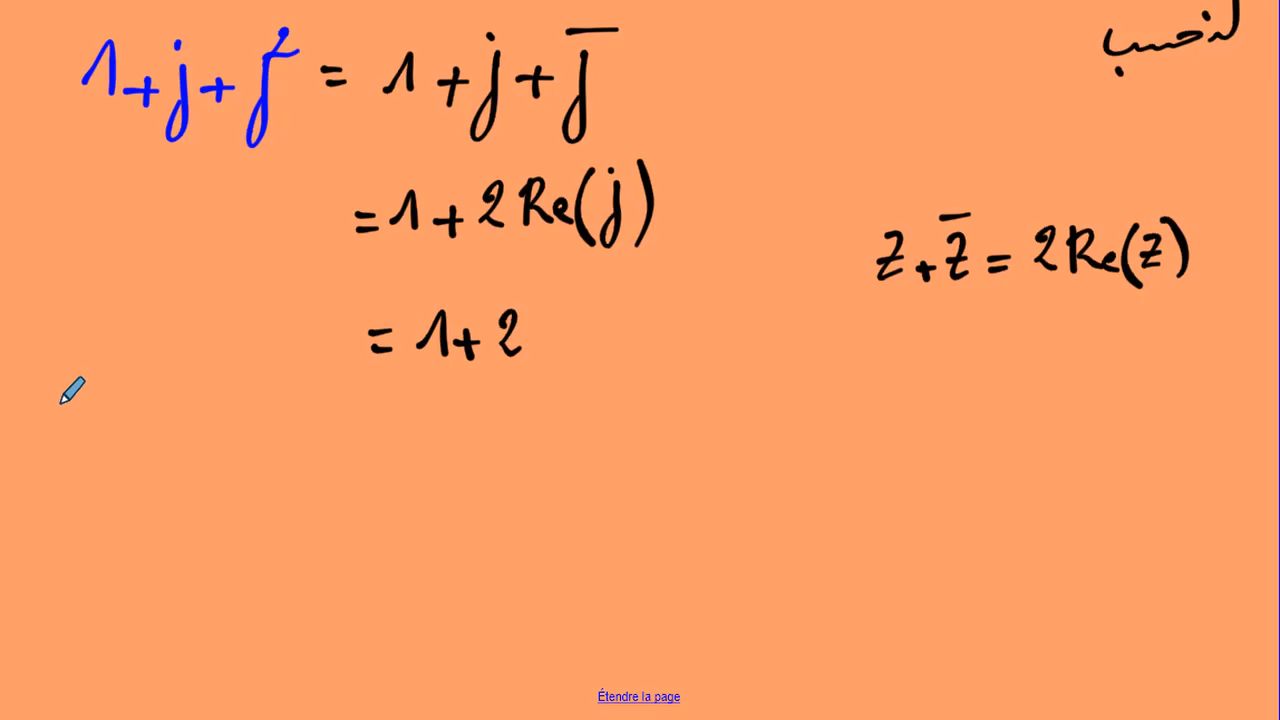 لنحسب
1+j+j² = 1+j+j̅
= 1+2Re(j)
z+z̅ = 2Re(z)
= 1+2
Étendre la page